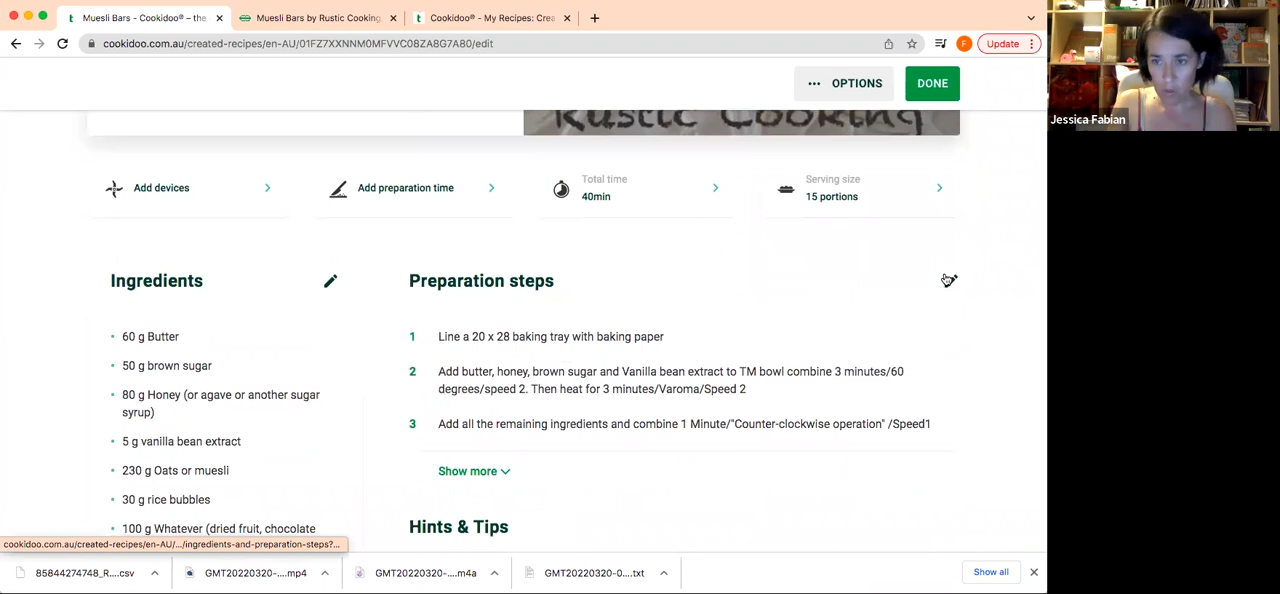 Muesli Bars - Cookidoo® – the
Muesli Bars by Rustic Cooking.
Cookidoo® - My Recipes: Crea
cookidoo.com.au/created-recipes/en-AU/01FZ7XXNNM0MFVVC08ZA8G7A80/edit
F
Update
OPTIONS
DONE
Jessica Fabian
Rustic Cooking
Add devices
Add preparation time
Total time
40min
Serving size
15 portions
Ingredients
Preparation steps
60 g Butter
50 g brown sugar
80 g Honey (or agave or another sugar
syrup)
5 g vanilla bean extract
230 g Oats or muesli
30 g rice bubbles
100 g Whatever (dried fruit, chocolate
1 Line a 20 x 28 baking tray with baking paper
2 Add butter, honey, brown sugar and Vanilla bean extract to TM bowl combine 3 minutes/60
degrees/speed 2. Then heat for 3 minutes/Varoma/Speed 2
3 Add all the remaining ingredients and combine 1 Minute/"Counter-clockwise operation" /Speed1
Show more
Hints & Tips
cookidoo.com.au/created-recipes/en-AU/.../ingredients-and-preparation-steps?...
85844274748_R....csv
GMT20220320-....mp4
GMT20220320-....m4a
GMT20220320-0....txt
Show all